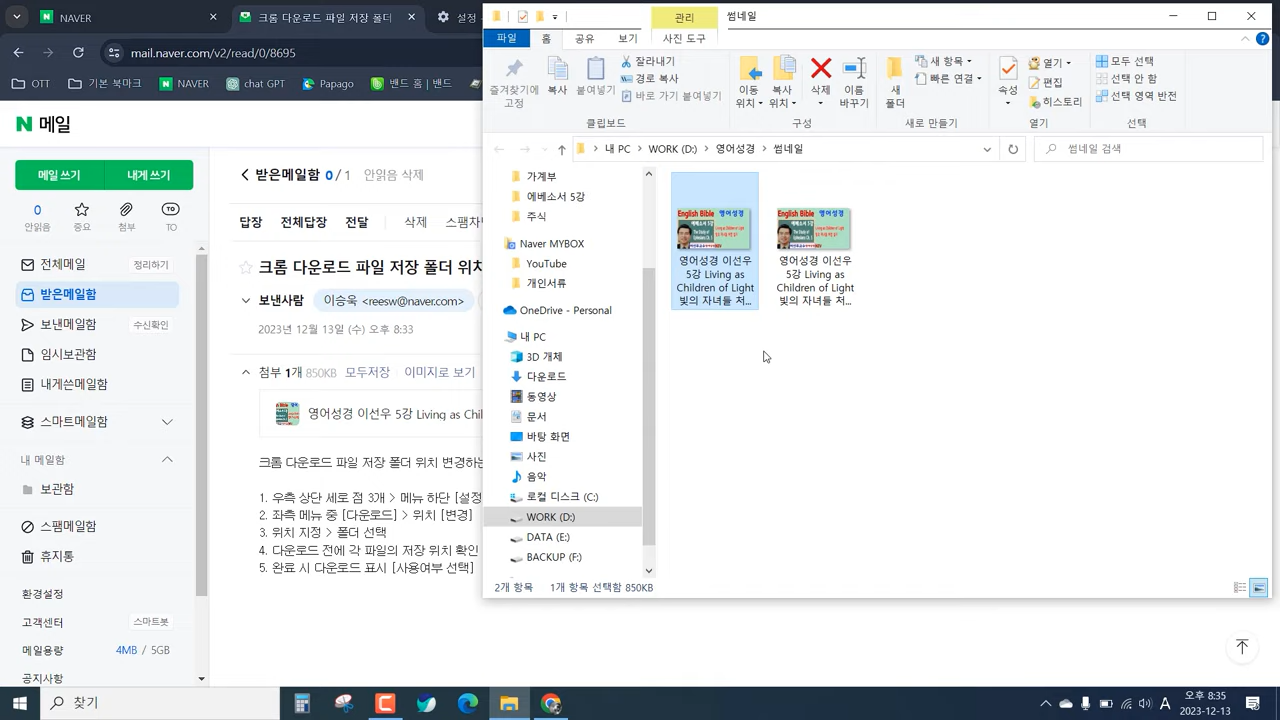 NAVER
크롬 다운로드 파일 저장 폴더
설정
mail.naver.com/v2/read/0/8695
NAVER
Papago
밴드 홈 | 밴드
메일
메일 쓰기
내게 쓰기
0
안읽음
TO
TO
전체메일
정리하기
받은메일함
보낸메일함
수신확인
임시보관함
내게쓴메일함
스마트메일함
내 메일함
보관함
스팸메일함
휴지통
환경설정
고객센터
스마트봇
메일용량
4MB / 5GB
공지사항
받은메일함 0 / 1
안읽음 삭제
답장
전체답장
전달
삭제
크롬 다운로드 파일 저장 폴더 위치
보낸사람
이승욱 <reesw@naver.com>
2023년 12월 13일 (수) 오후 8:33
첨부 1개 850KB
모두저장
이미지로 보기
영어성경 이선우 5강 Living as Chil
크롬 다운로드 파일 저장 폴더 위치 변경하는
1. 우측 상단 세로 점 3개 > 메뉴 하단 [설정
2. 좌측 메뉴 중 [다운로드] > 위치 [변경]
3. 위치 지정 > 폴더 선택
4. 다운로드 전에 각 파일의 저장 위치 확인
5. 완료 시 다운로드 표시 [사용여부 선택]
관리
썸네일
파일
홈
공유
보기
사진 도구
즐겨찾기에
고정
복사
붙여넣기
잘라내기
경로 복사
바로 가기 붙여넣기
클립보드
이동
위치
복사
위치
삭제
이름
바꾸기
구성
새
폴더
새 항목
빠른 연결
새로 만들기
속성
열기
편집
히스토리
열기
모두 선택
선택 안 함
선택 영역 반전
선택
내 PC
WORK (D:)
영어성경
썸네일
썸네일 검색
가계부
에베소서 5강
주식
Naver MYBOX
YouTube
개인서류
OneDrive - Personal
내 PC
3D 개체
다운로드
동영상
문서
바탕 화면
사진
음악
로컬 디스크 (C:)
WORK (D:)
DATA (E:)
BACKUP (F:)
English Bible 영어성경
영어성경 이선우
5강 Living as
Children of Light
빛의 자녀들 처...
English Bible 영어성경
영어성경 이선우
5강 Living as
Children of Light
빛의 자녀들 처...
2개 항목
1개 항목 선택함 850KB
찾기
A
오후 8:35
2023-12-13